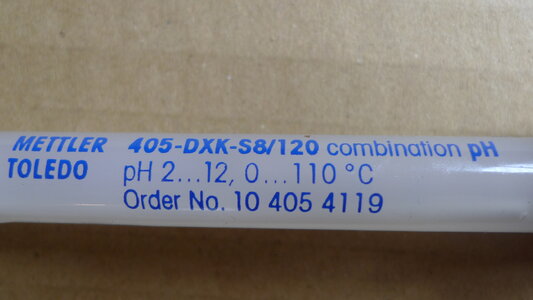 METTLER 405-DXK-S8/120 combination pH
TOLEDO pH 2...12, 0...110 °C
Order No. 10 405 4119